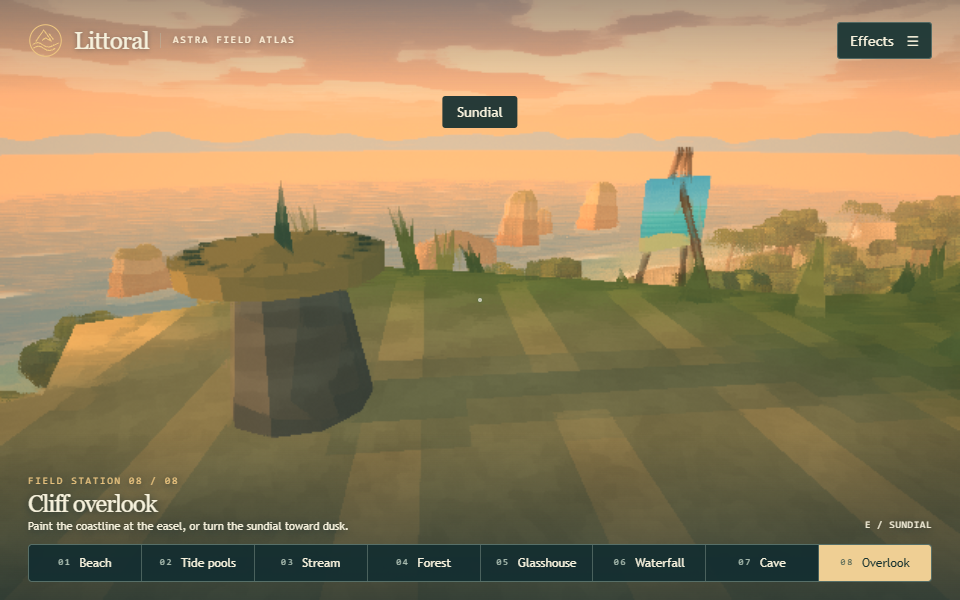 Littoral
ASTRA FIELD ATLAS
Effects
Sundial
FIELD STATION 08 / 08
Cliff overlook
Paint the coastline at the easel, or turn the sundial toward dusk.
E / SUNDIAL
01 Beach
02 Tide pools
03 Stream
04 Forest
05 Glasshouse
06 Waterfall
07 Cave
08 Overlook